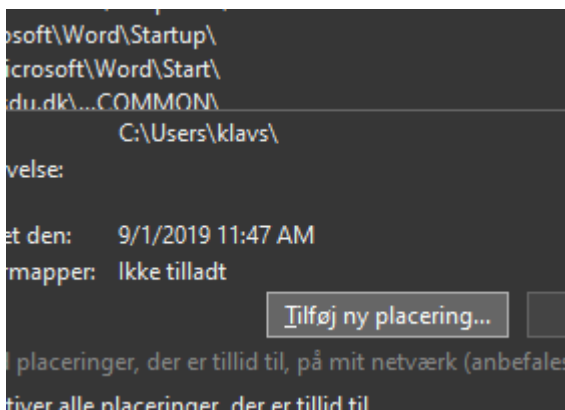 osoft\Word\Startup\
icrosoft\Word\Start\
sdu.dk\...COMMON\
C:\Users\klavs\
velse:
et den: 9/1/2019 11:47 AM
rmapper: Ikke tilladt
Tilføj ny placering...
l placeringer, der er tillid til, på mit netværk (anbefales
tiver alle placeringer, der er tillid til